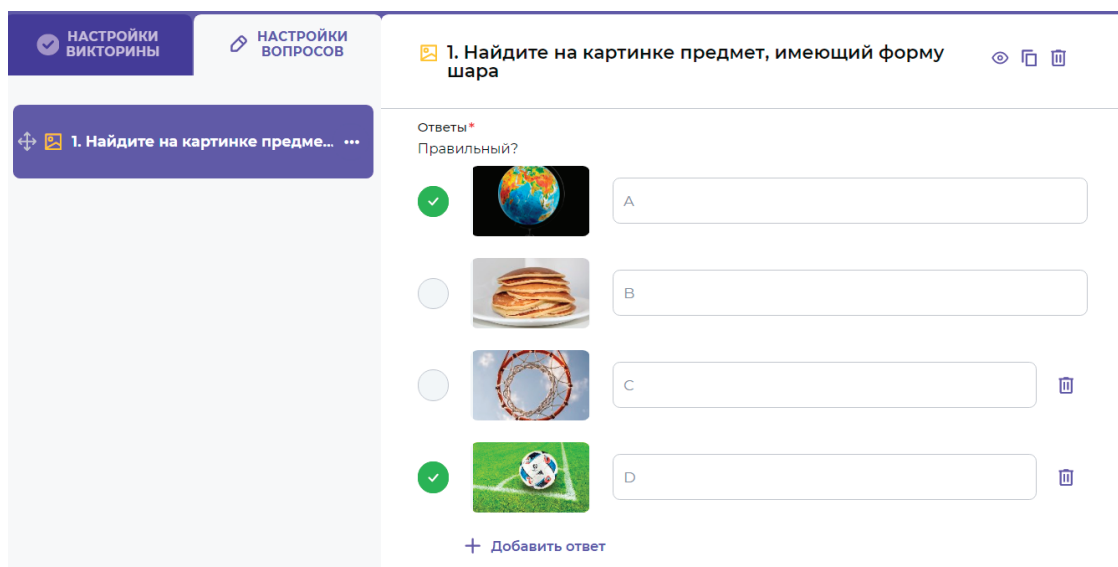 НАСТРОЙКИ
ВИКТОРИНЫ
НАСТРОЙКИ
ВОПРОСОВ
1. Найдите на картинке предме... •••
1. Найдите на картинке предмет, имеющий форму
шара
Ответы*
Правильный?
A
B
C
D
+ Добавить ответ